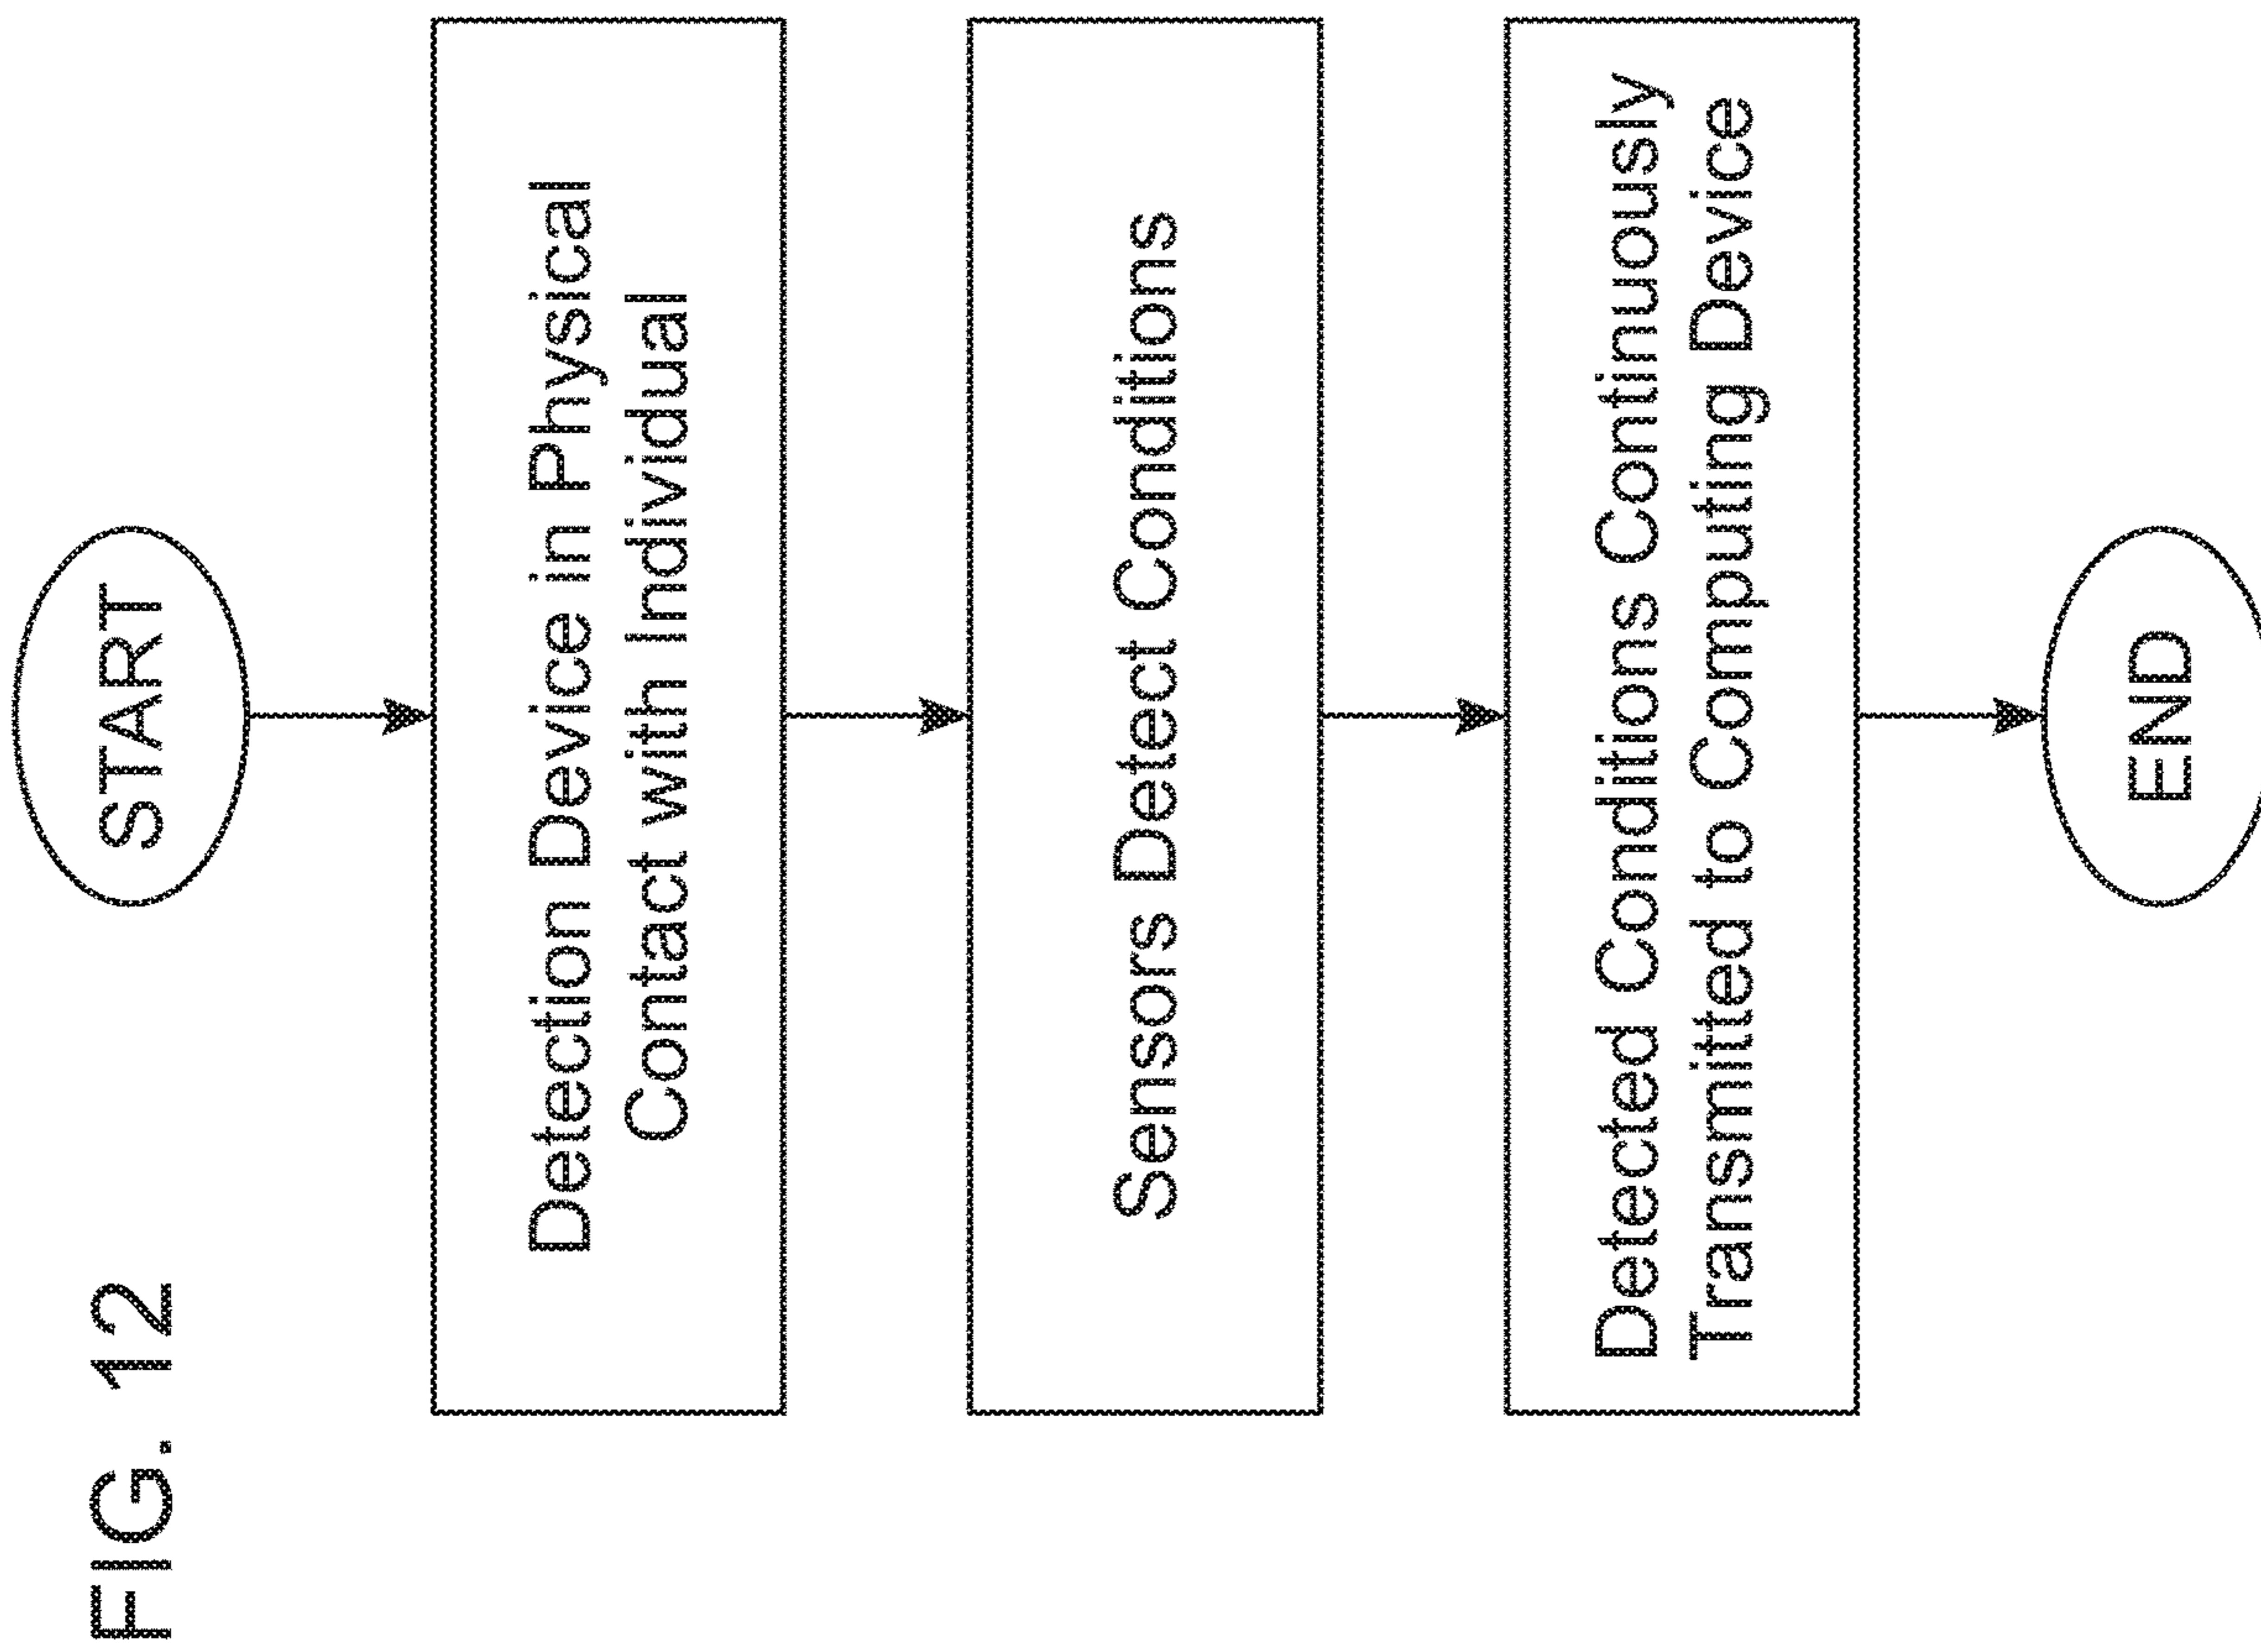 FIG. 12
START
Detection Device in Physical
Contact with Individual
Sensors Detect Conditions
Detected Conditions Continuously
Transmitted to Computing Device
END